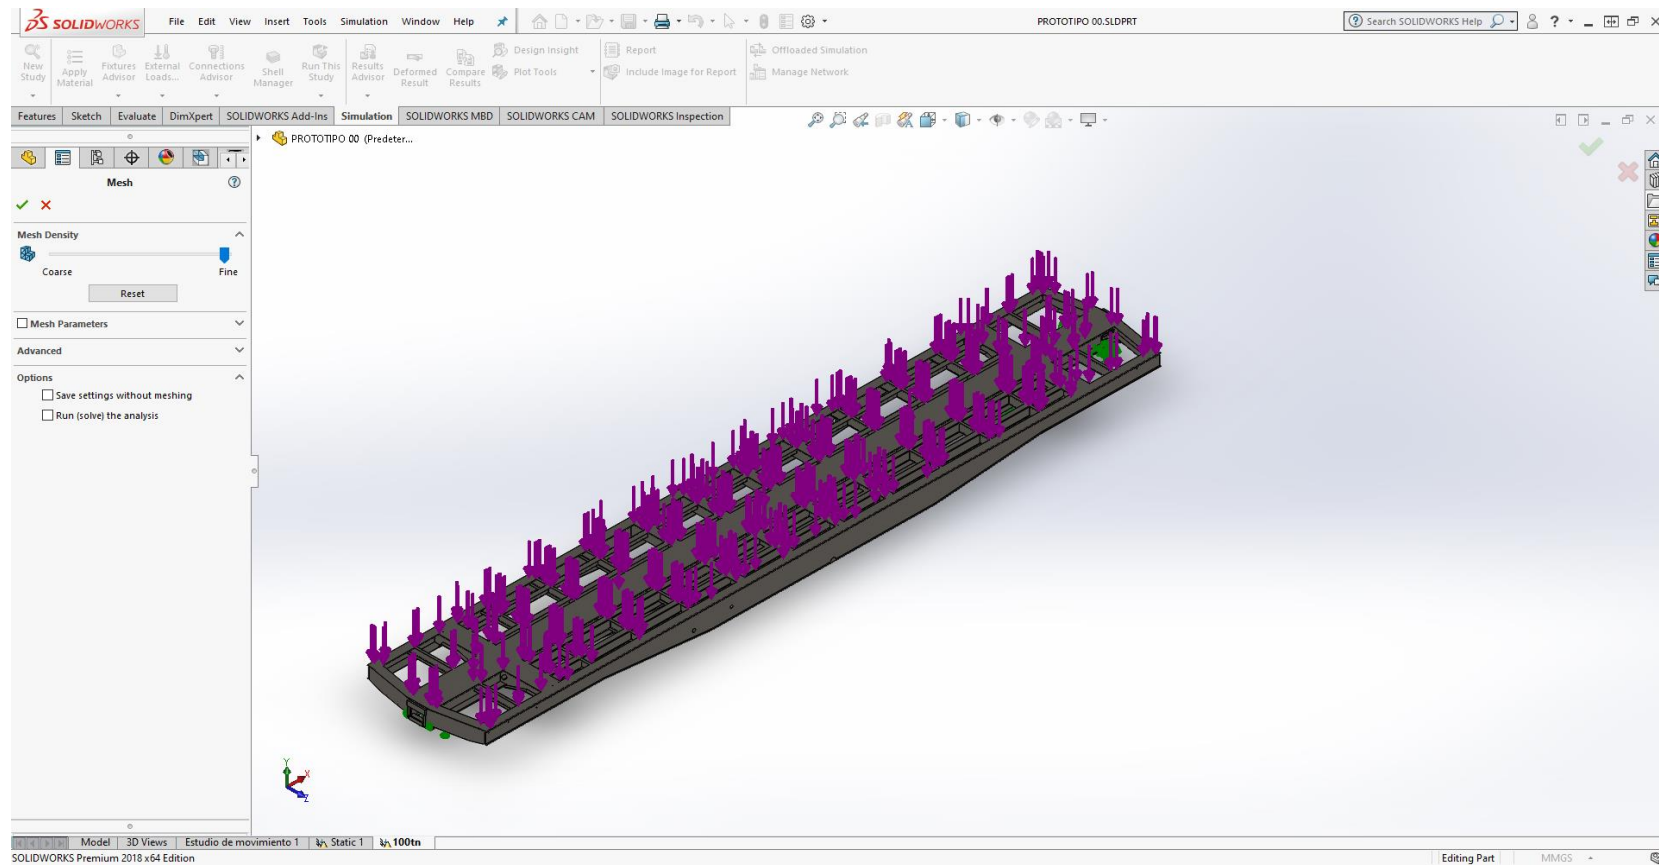 SOLIDWORKS File Edit View Insert Tools Simulation Window Help PROTOTIPO 00.SLDPRT Search SOLIDWORKS Help ?
New Study
Apply Material
Fixtures Advisor
External Loads...
Connections Advisor
Shell Manager
Run This Study
Results Advisor
Deformed Result
Compare Results
Design Insight
Plot Tools
Report
Include Image for Report
Offloaded Simulation
Manage Network
Features Sketch Evaluate DimXpert SOLIDWORKS Add-Ins Simulation SOLIDWORKS MBD SOLIDWORKS CAM SOLIDWORKS Inspection
PROTOTIPO 00 (Predeter...
Mesh
Mesh Density
Coarse Fine
Reset
Mesh Parameters
Advanced
Options
Save settings without meshing
Run (solve) the analysis
Y
X
Z
Model 3D Views Estudio de movimiento 1 Static 1 100tn
SOLIDWORKS Premium 2018 x64 Edition Editing Part MMGS